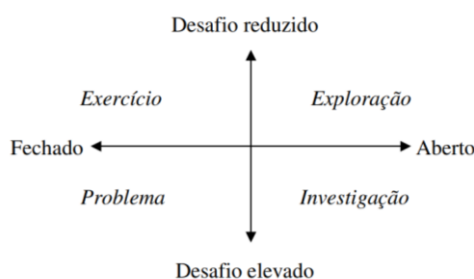 Desafio reduzido
Exercício Exploração
Fechado Aberto
Problema Investigação
Desafio elevado